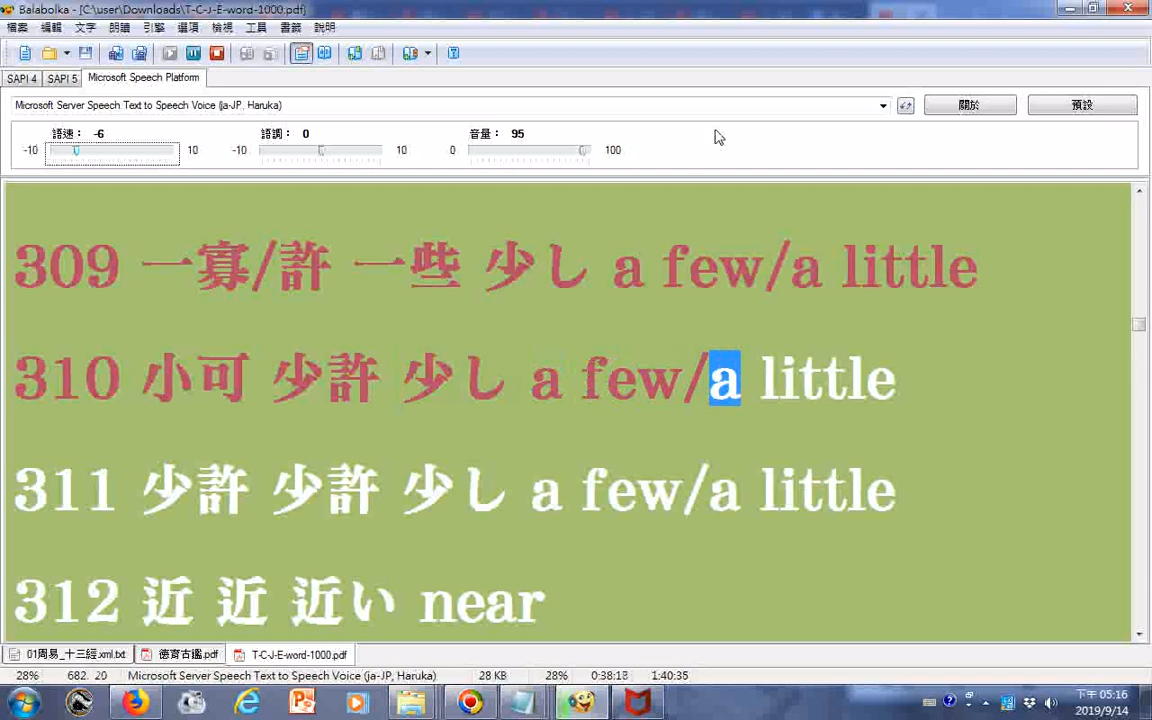 Balabolka - [C:\user\Downloads\T-C-J-E-word-1000.pdf]
檔案 編輯 文字 朗讀 引擎 選項 檢視 工具 書籤 說明
SAPI 4 SAPI 5 Microsoft Speech Platform
Microsoft Server Speech Text to Speech Voice (ja-JP, Haruka) 關於 預設
語速： -6 語調： 0 音量： 95
-10 10 -10 10 0 100
309 一寡/許 一些 少し a few/a little
310 小可 少許 少し a few/a little
311 少許 少許 少し a few/a little
312 近 近 近い near
01周易_十三經.xml.txt 德育古鑑.pdf T-C-J-E-word-1000.pdf
28% 682. 20 Microsoft Server Speech Text to Speech Voice (ja-JP, Haruka) 28 KB 28% 0:38:13 1:40:35
下午 05:16
2019/9/14